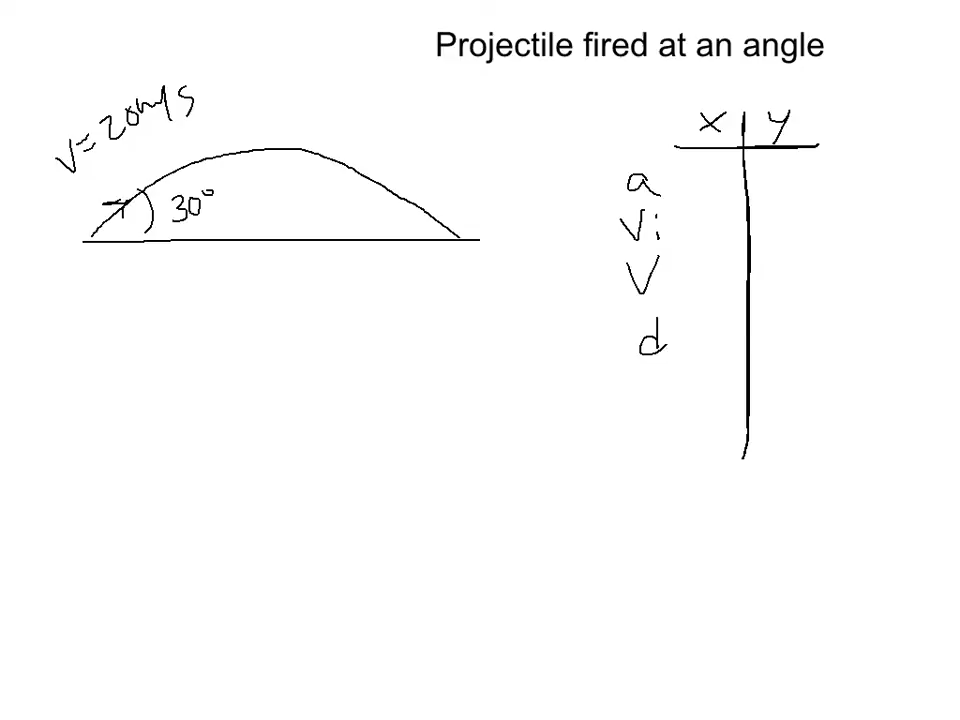 Projectile fired at an angle
V = 20m/s
30°
x y
a
Vi
V
d